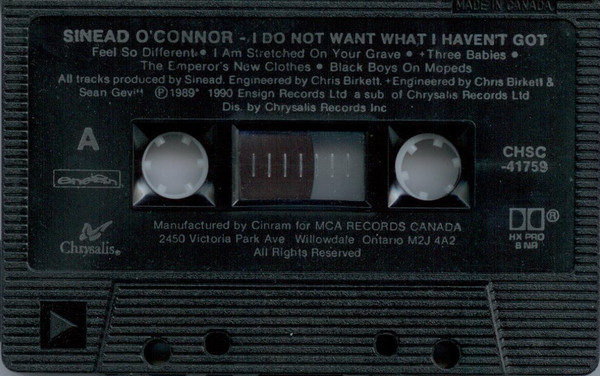 MADE IN CANADA
SINEAD O'CONNOR - I DO NOT WANT WHAT I HAVEN'T GOT
Feel So Different • I Am Stretched On Your Grave • +Three Babies •
The Emperor's New Clothes • Black Boys On Mopeds
All tracks produced by Sinead. Engineered by Chris Birkett. +Engineered by Chris Birkett &
Sean Gevitt ℗1989* 1990 Ensign Records Ltd a sub of Chrysalis Records Ltd
Dis. by Chrysalis Records Inc
A
CHSC
-41759
ensign
Manufactured by Cinram for MCA RECORDS CANADA
2450 Victoria Park Ave Willowdale Ontario M2J 4A2
All Rights Reserved
Chrysalis®
®
HX PRO
B NR